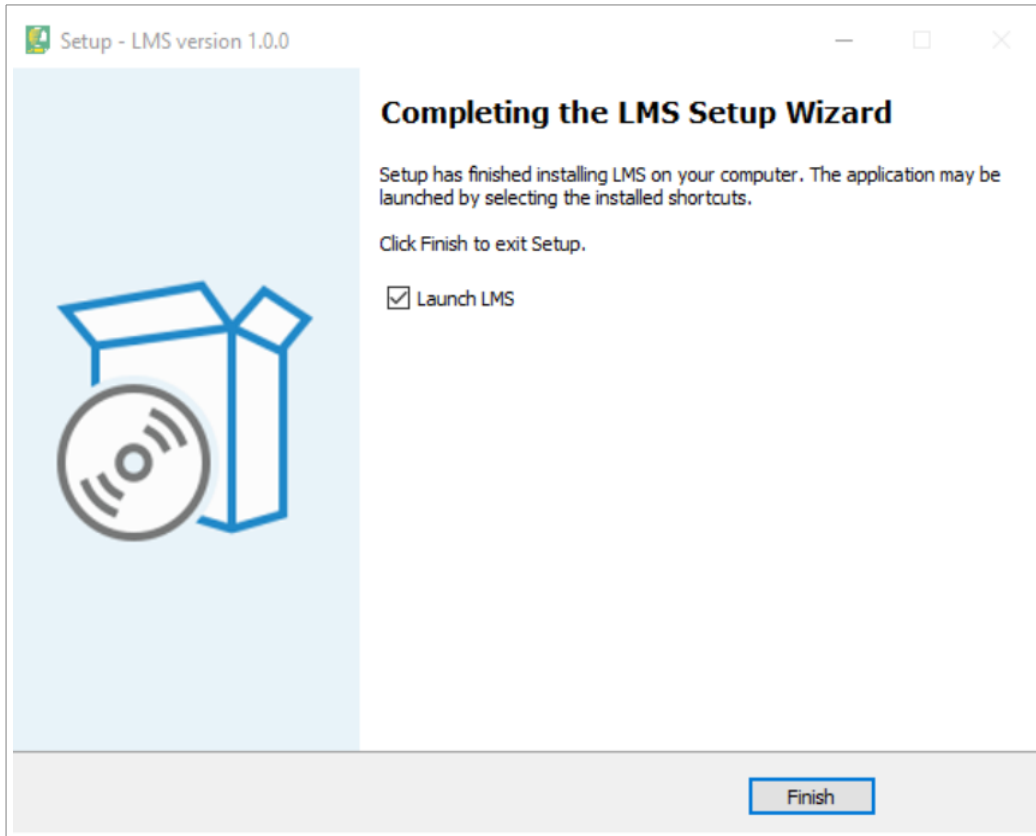 Setup - LMS version 1.0.0
Completing the LMS Setup Wizard
Setup has finished installing LMS on your computer. The application may be
launched by selecting the installed shortcuts.
Click Finish to exit Setup.
Launch LMS
Finish